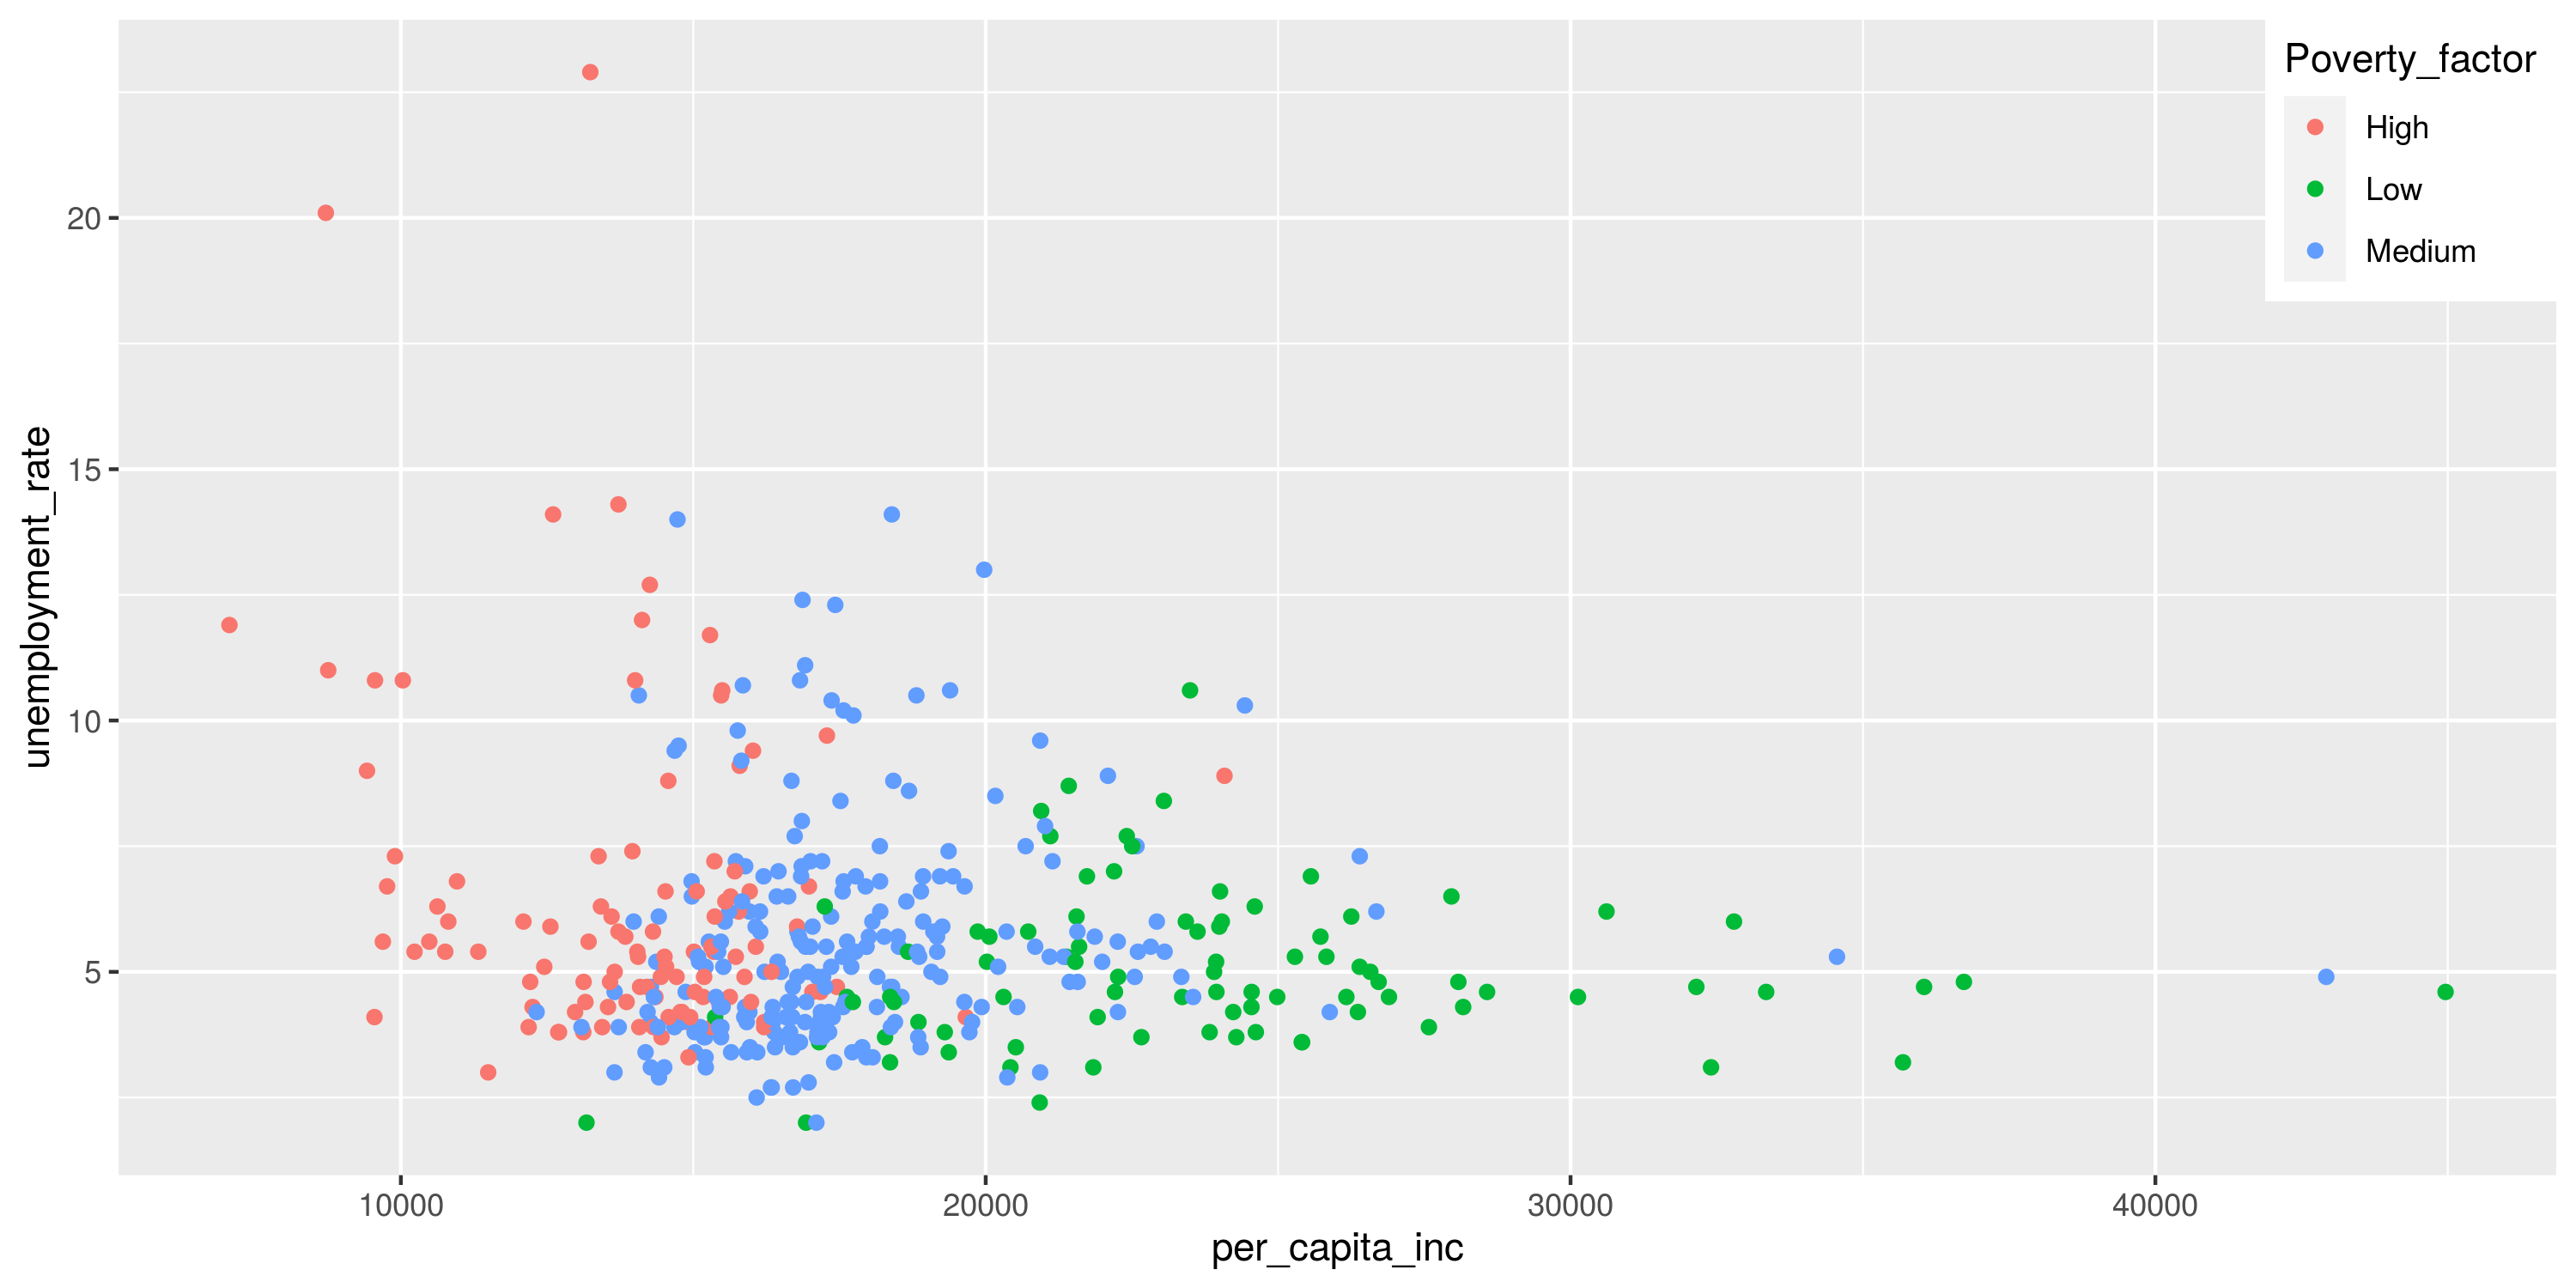 Poverty_factor
High
Low
Medium
unemployment_rate
20
15
10
5
10000
20000
30000
40000
per_capita_inc